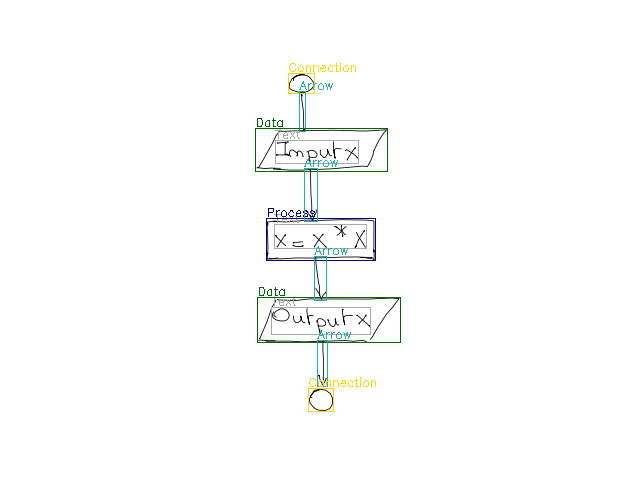 Connection
Arrow
Data
Text
Input x
Arrow
Process
x = x * x
Arrow
Data
Text
Output x
Arrow
Connection